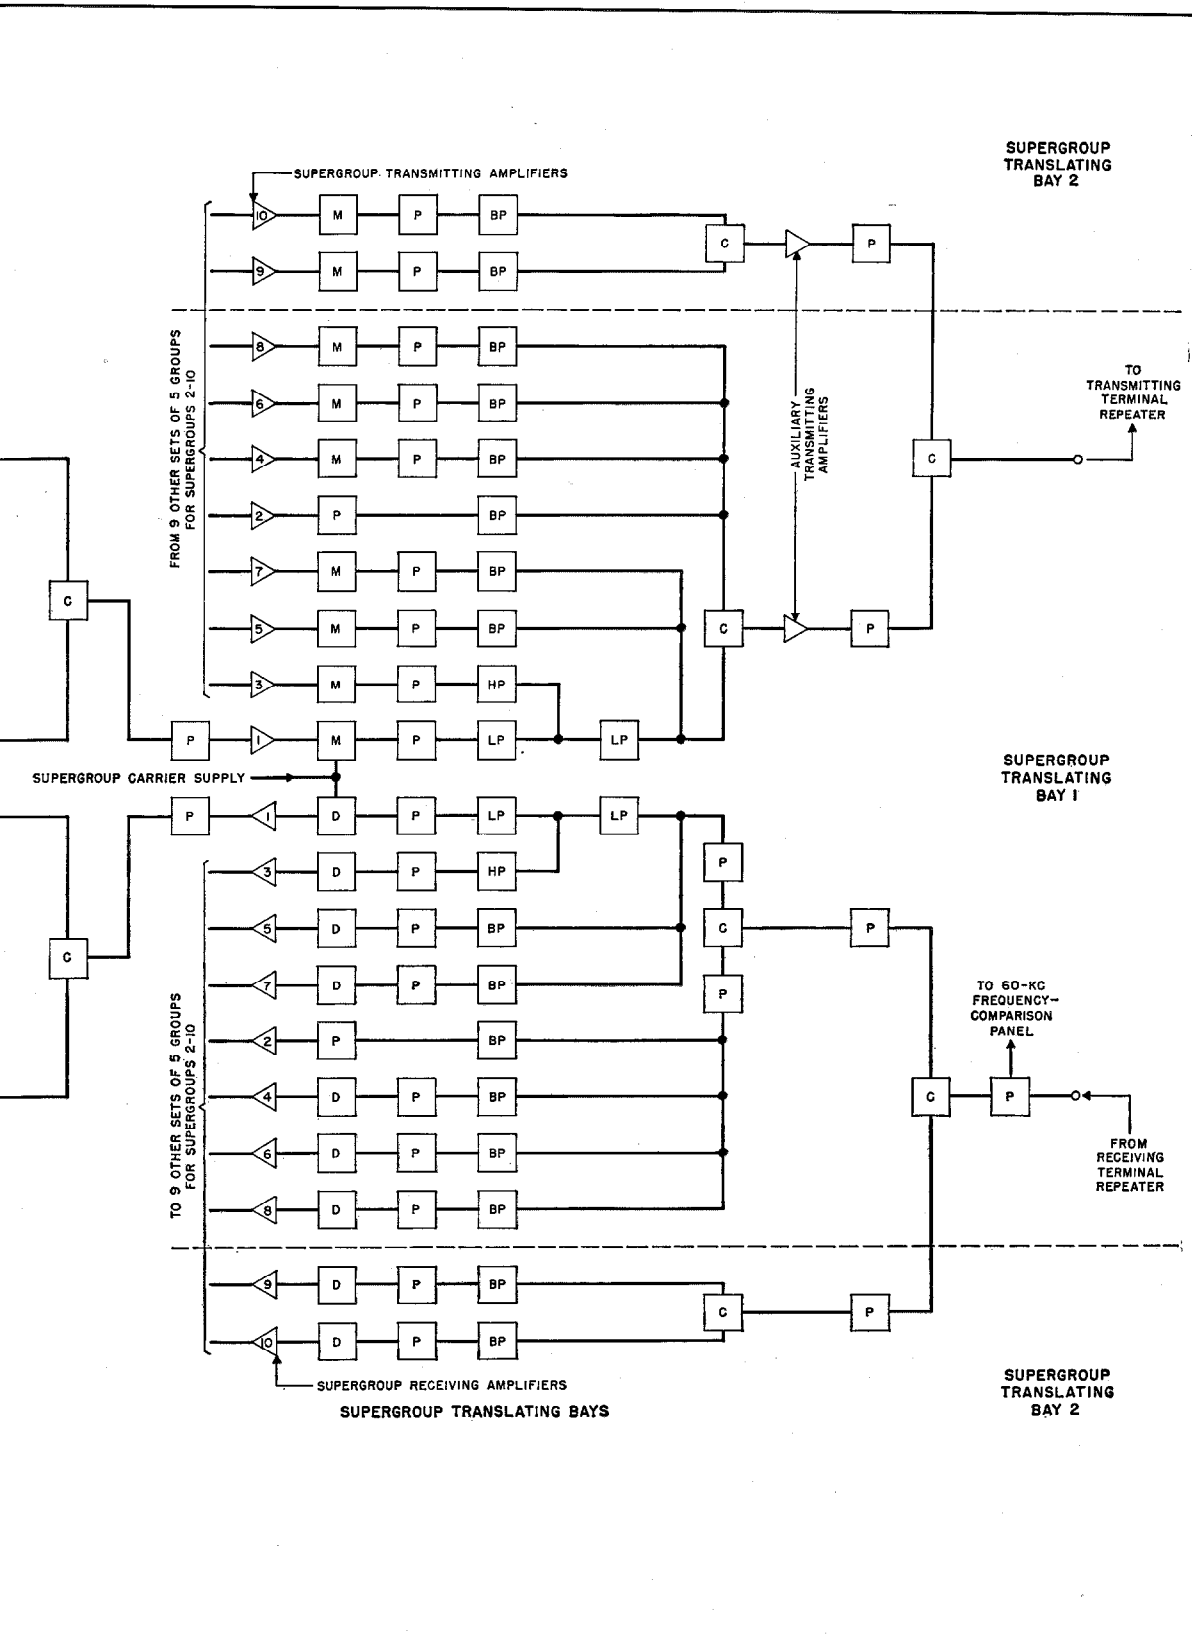 SUPERGROUP
TRANSLATING
BAY 2
SUPERGROUP TRANSMITTING AMPLIFIERS
10 M P BP
C P
9 M P BP
FROM 9 OTHER SETS OF 5 GROUPS
FOR SUPERGROUPS 2-10
8 M P BP
6 M P BP
4 M P BP
2 P BP
7 M P BP
5 M P BP
3 M P HP
P 1 M P LP LP
C
C P
AUXILIARY
TRANSMITTING
AMPLIFIERS
C
TO
TRANSMITTING
TERMINAL
REPEATER
SUPERGROUP CARRIER SUPPLY
SUPERGROUP
TRANSLATING
BAY 1
P 1 D P LP LP
3 D P HP
5 D P BP
7 D P BP
2 P BP
4 D P BP
6 D P BP
8 D P BP
C
TO 9 OTHER SETS OF 5 GROUPS
FOR SUPERGROUPS 2-10
P
C P
P
TO 60-KC
FREQUENCY-
COMPARISON
PANEL
C P
FROM
RECEIVING
TERMINAL
REPEATER
9 D P BP
C P
10 D P BP
SUPERGROUP RECEIVING AMPLIFIERS
SUPERGROUP TRANSLATING BAYS
SUPERGROUP
TRANSLATING
BAY 2